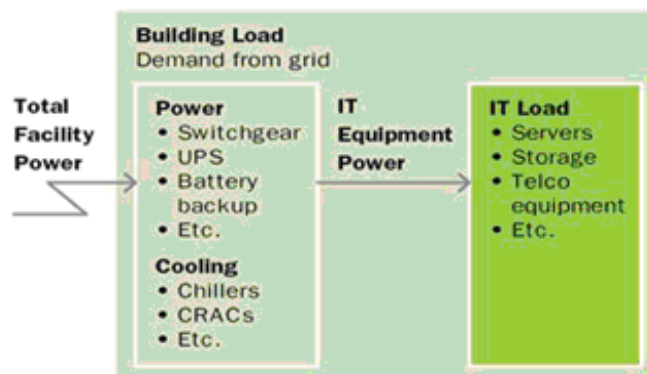 Building Load
Demand from grid
Total
Facility
Power
Power
• Switchgear
• UPS
• Battery
backup
• Etc.
Cooling
• Chillers
• CRACs
• Etc.
IT
Equipment
Power
IT Load
• Servers
• Storage
• Telco
equipment
• Etc.